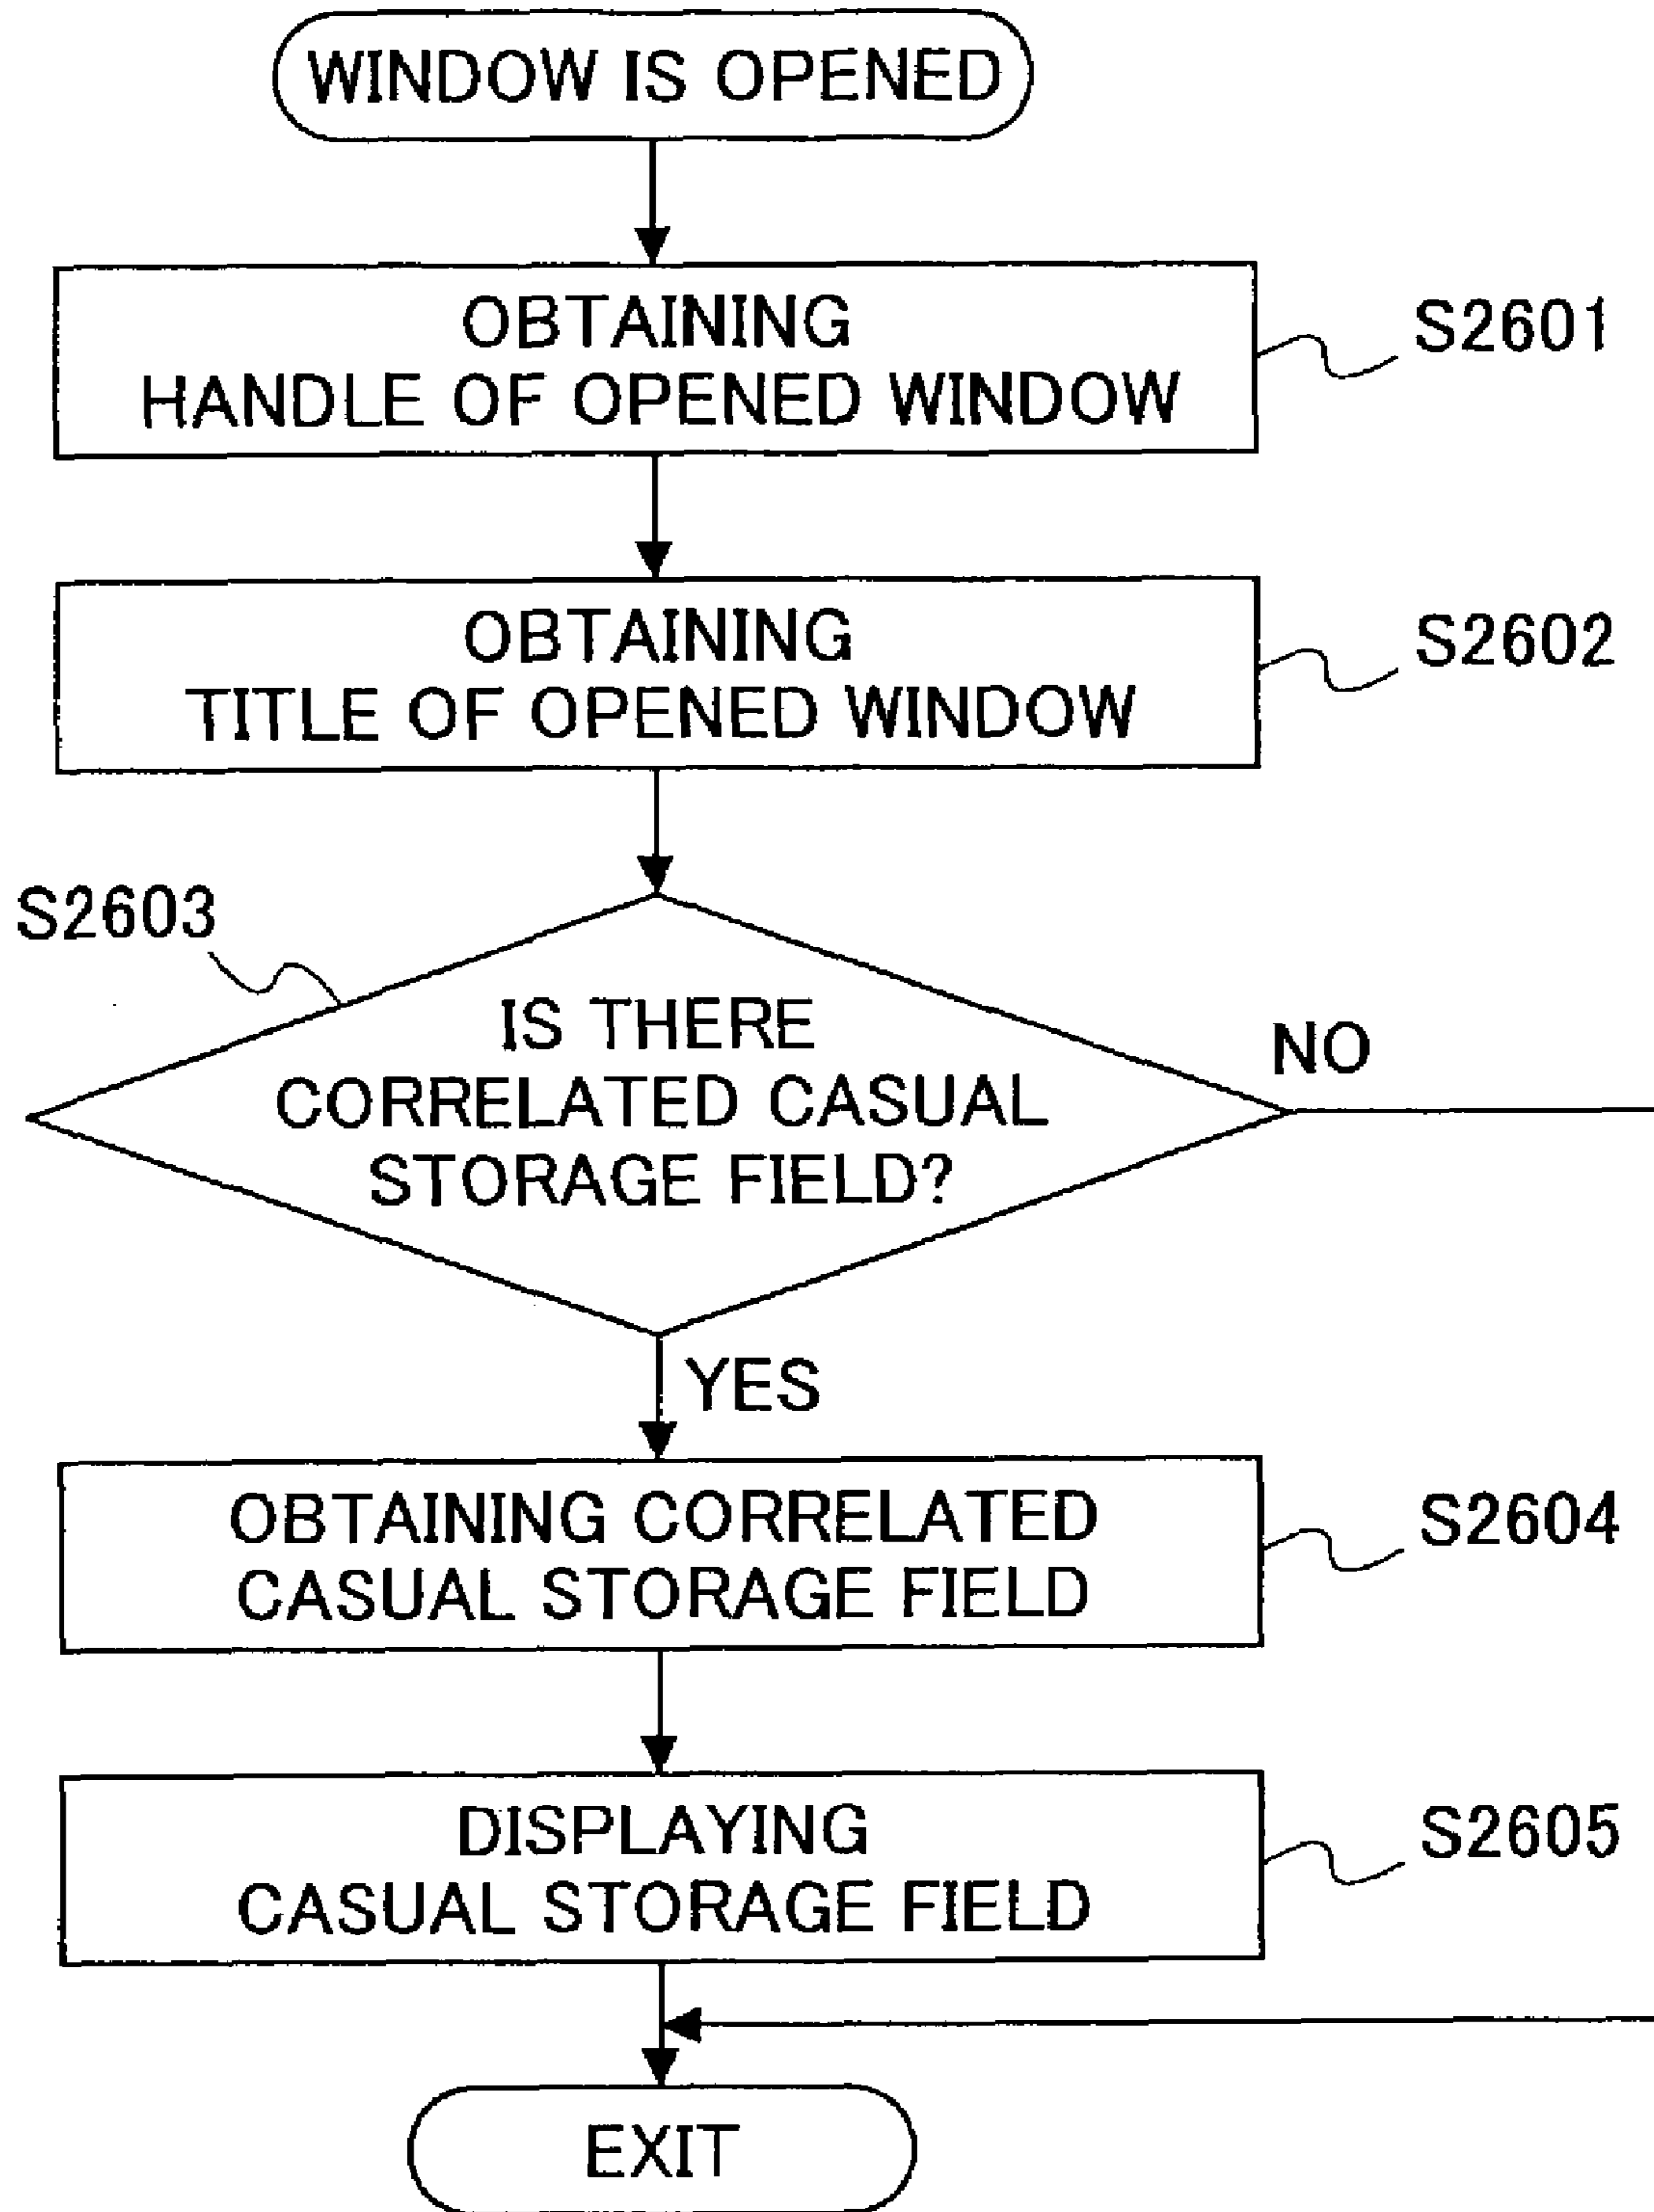 WINDOW IS OPENED
OBTAINING
HANDLE OF OPENED WINDOW
S2601
OBTAINING
TITLE OF OPENED WINDOW
S2602
S2603
IS THERE
CORRELATED CASUAL
STORAGE FIELD?
NO
YES
OBTAINING CORRELATED
CASUAL STORAGE FIELD
S2604
DISPLAYING
CASUAL STORAGE FIELD
S2605
EXIT